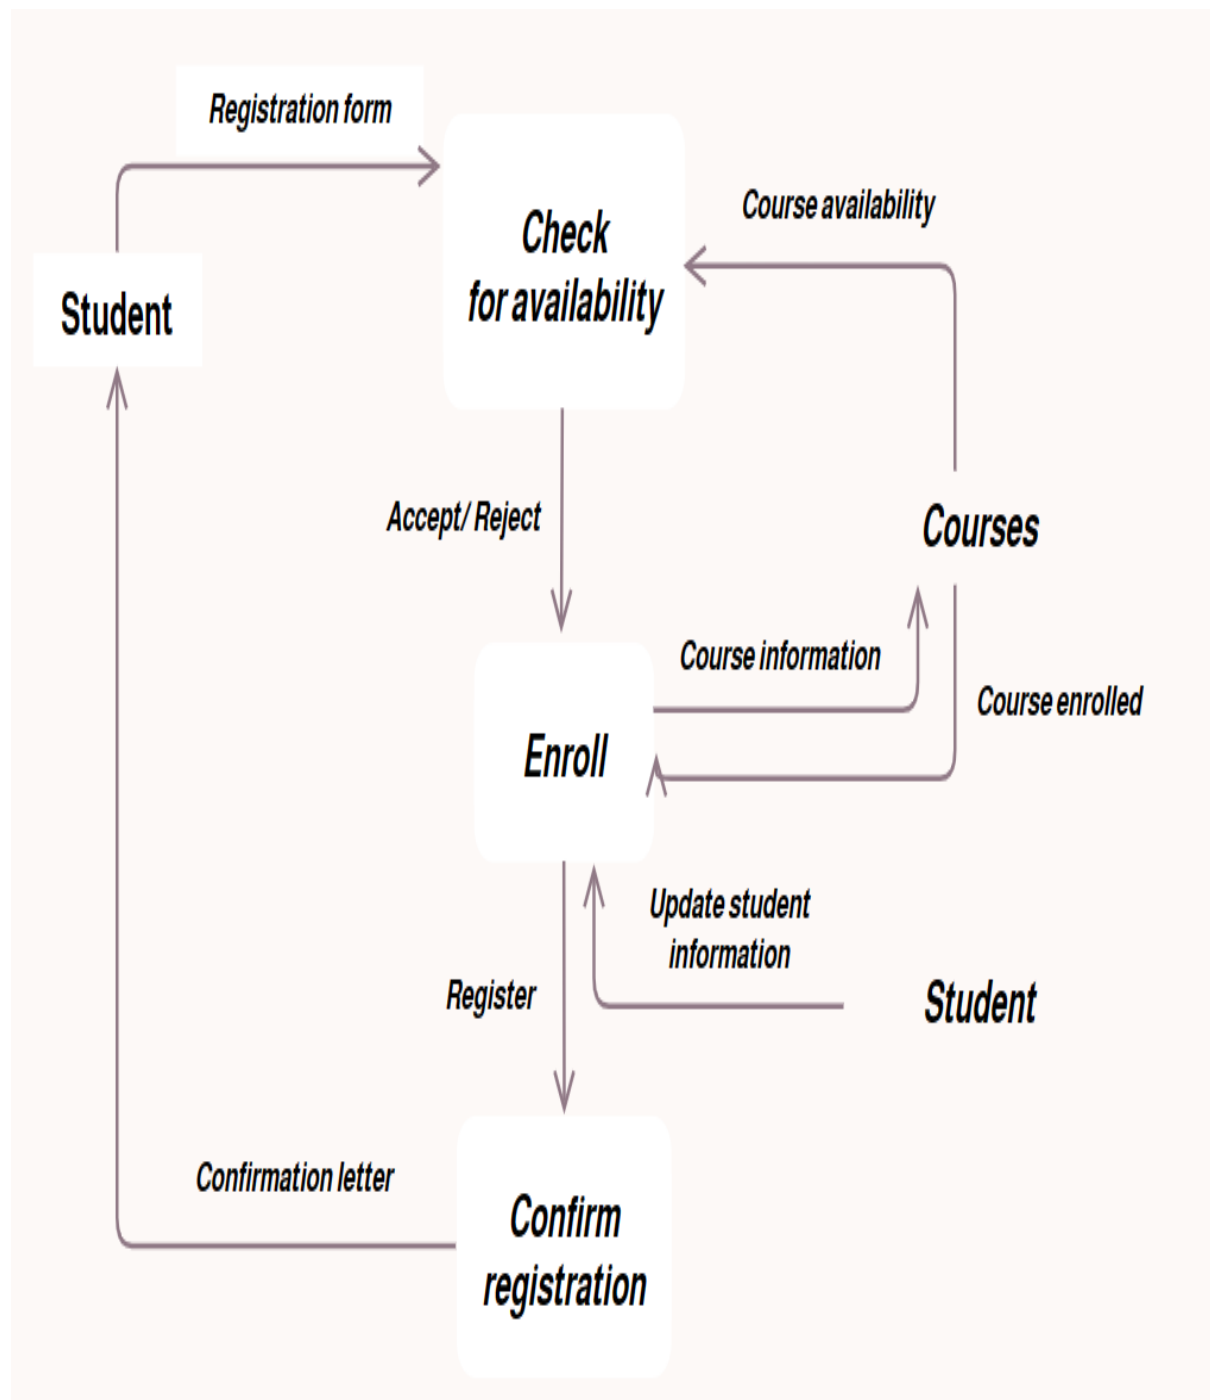 Registration form
Check
for availability
Course availability
Student
Accept/ Reject
Courses
Course information
Course enrolled
Enroll
Update student
information
Register
Student
Confirmation letter
Confirm
registration